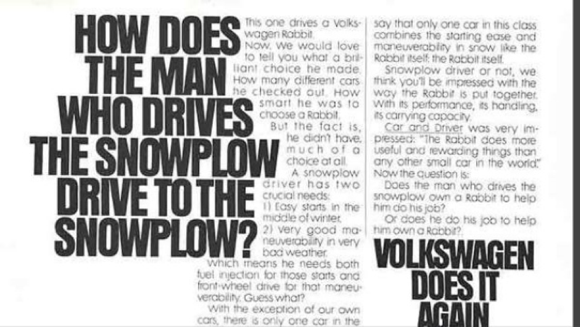 HOW DOES
THE MAN
WHO DRIVES
THE SNOWPLOW
DRIVE TO THE
SNOWPLOW?
This one drives a Volks-
wagen Rabbit.
Now, we would love
to tell you what a bril-
liant choice he made.
How many different cars
he checked out. How
smart he was to
choose a Rabbit.
But the fact is,
he didn't have
much of a
choice at all.
A snowplow
driver has two
crucial needs:
1) Easy starts in the
middle of winter.
2) Very good ma-
neuverability in very
bad weather.
Which means he needs both
fuel injection for those starts and
front-wheel drive for that maneu-
verability. Guess what?
With the exception of our own
cars, there is only one car in the
say that only one car in this class
combines the starting ease and
maneuverability in snow like the
Rabbit itself: the Rabbit itself.
Snowplow driver or not, we
think you'll be impressed with the
way the Rabbit is put together.
With its performance, its handling,
its carrying capacity.
Car and Driver was very im-
pressed: "The Rabbit does more
useful and rewarding things than
any other small car in the world."
Now the question is:
Does the man who drives the
snowplow own a Rabbit to help
him do his job?
Or does he do his job to help
him own a Rabbit?
VOLKSWAGEN
DOES IT
AGAIN